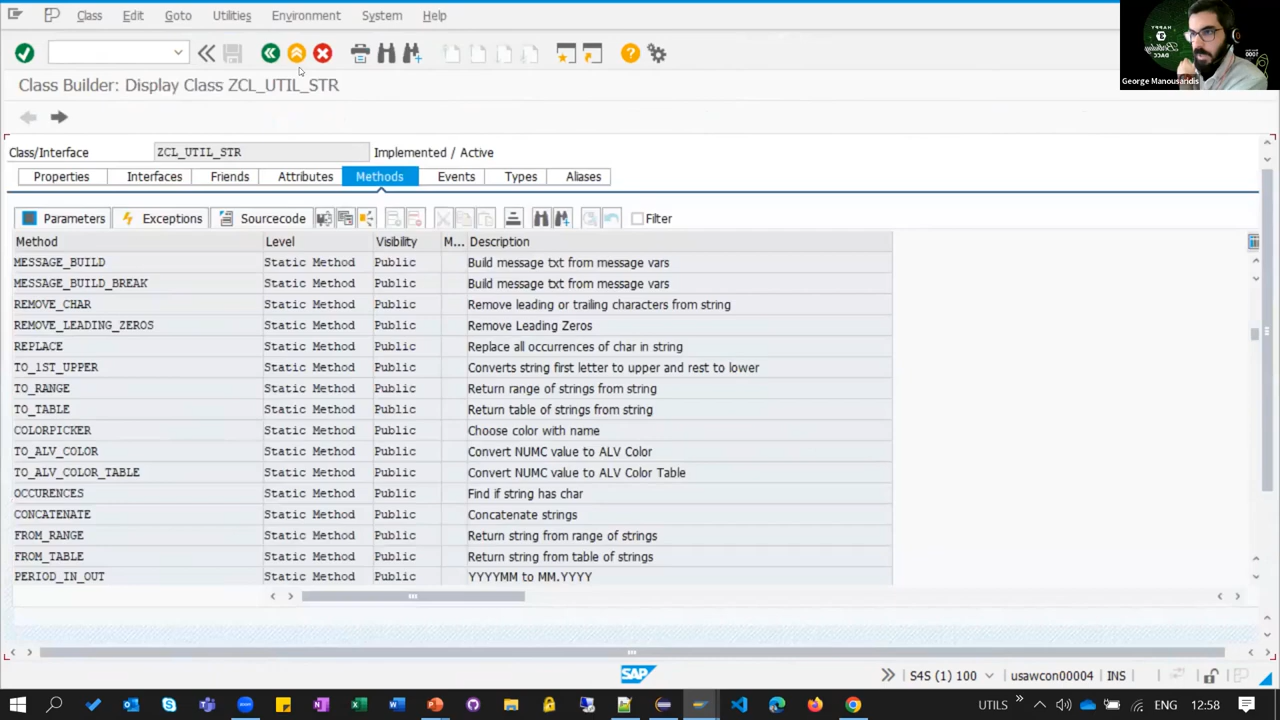 Class Edit Goto Utilities Environment System Help
Class Builder: Display Class ZCL_UTIL_STR
George Manousaridis
Class/Interface ZCL_UTIL_STR Implemented / Active
Properties Interfaces Friends Attributes Methods Events Types Aliases
Parameters Exceptions Sourcecode Filter
Method Level Visibility M... Description
MESSAGE_BUILD Static Method Public Build message txt from message vars
MESSAGE_BUILD_BREAK Static Method Public Build message txt from message vars
REMOVE_CHAR Static Method Public Remove leading or trailing characters from string
REMOVE_LEADING_ZEROS Static Method Public Remove Leading Zeros
REPLACE Static Method Public Replace all occurrences of char in string
TO_1ST_UPPER Static Method Public Converts string first letter to upper and rest to lower
TO_RANGE Static Method Public Return range of strings from string
TO_TABLE Static Method Public Return table of strings from string
COLORPICKER Static Method Public Choose color with name
TO_ALV_COLOR Static Method Public Convert NUMC value to ALV Color
TO_ALV_COLOR_TABLE Static Method Public Convert NUMC value to ALV Color Table
OCCURENCES Static Method Public Find if string has char
CONCATENATE Static Method Public Concatenate strings
FROM_RANGE Static Method Public Return string from range of strings
FROM_TABLE Static Method Public Return string from table of strings
PERIOD_IN_OUT Static Method Public YYYYMM to MM.YYYY
SAP S4S (1) 100 usawcon00004 INS
UTILS ENG 12:58